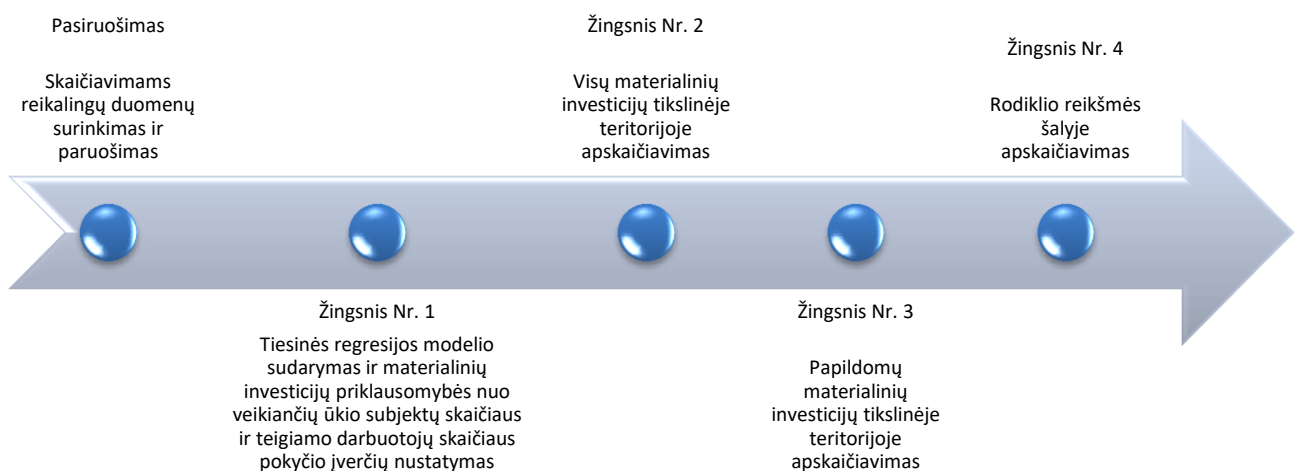 Pasiruošimas
Skaičiavimams
reikalingų duomenų
surinkimas ir
paruošimas
Žingsnis Nr. 1
Tiesinės regresijos modelio
sudarymas ir materialinių
investicijų priklausomybės nuo
veikiančių ūkio subjektų skaičiaus
ir teigiamo darbuotojų skaičiaus
pokyčio įverčių nustatymas
Žingsnis Nr. 2
Visų materialinių
investicijų tikslinėje
teritorijoje
apskaičiavimas
Žingsnis Nr. 3
Papildomų
materialinių
investicijų tikslinėje
teritorijoje
apskaičiavimas
Žingsnis Nr. 4
Rodiklio reikšmės
šalyje
apskaičiavimas